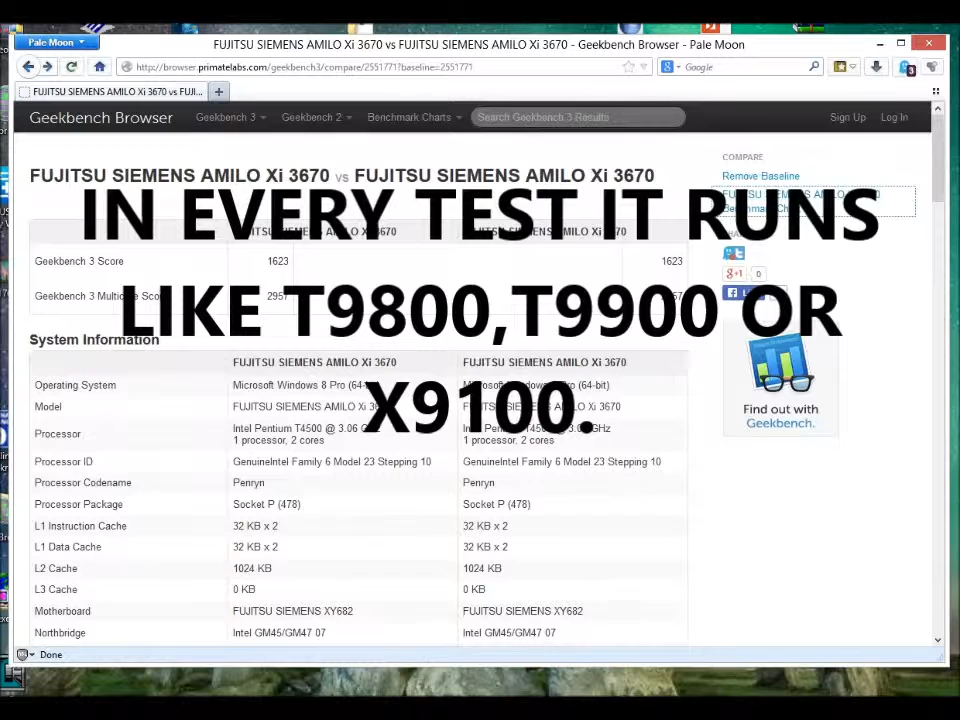 Pale Moon
FUJITSU SIEMENS AMILO Xi 3670 vs FUJITSU SIEMENS AMILO Xi 3670 - Geekbench Browser - Pale Moon
http://browser.primatelabs.com/geekbench3/compare/2551771?baseline=2551771
Google
3
FUJITSU SIEMENS AMILO Xi 3670 vs FUJI...
Geekbench Browser
Geekbench 3
Geekbench 2
Benchmark Charts
Search Geekbench 3 Results
Sign Up
Log In
COMPARE
FUJITSU SIEMENS AMILO Xi 3670 vs FUJITSU SIEMENS AMILO Xi 3670
Remove Baseline
IN EVERY TEST IT RUNS
LIKE T9800,T9900 OR
X9100.
Geekbench 3 Score 1623 1623
Geekbench 3 2957
g+1 0
System Information
FUJITSU SIEMENS AMILO Xi 3670 FUJITSU SIEMENS AMILO Xi 3670
Operating System Microsoft Windows 8 Pro (64- Pro (64-bit)
Model FUJITSU SIEMENS AMILO AMILO Xi 3670
Processor Intel Pentium T4500 @ 3.06 GHz
1 processor, 2 cores 1 processor, 2 cores
Processor ID GenuineIntel Family 6 Model 23 Stepping 10 GenuineIntel Family 6 Model 23 Stepping 10
Processor Codename Penryn Penryn
Processor Package Socket P (478) Socket P (478)
L1 Instruction Cache 32 KB x 2 32 KB x 2
L1 Data Cache 32 KB x 2 32 KB x 2
L2 Cache 1024 KB 1024 KB
L3 Cache 0 KB 0 KB
Motherboard FUJITSU SIEMENS XY682 FUJITSU SIEMENS XY682
Northbridge Intel GM45/GM47 07 Intel GM45/GM47 07
Find out with
Geekbench.
Done